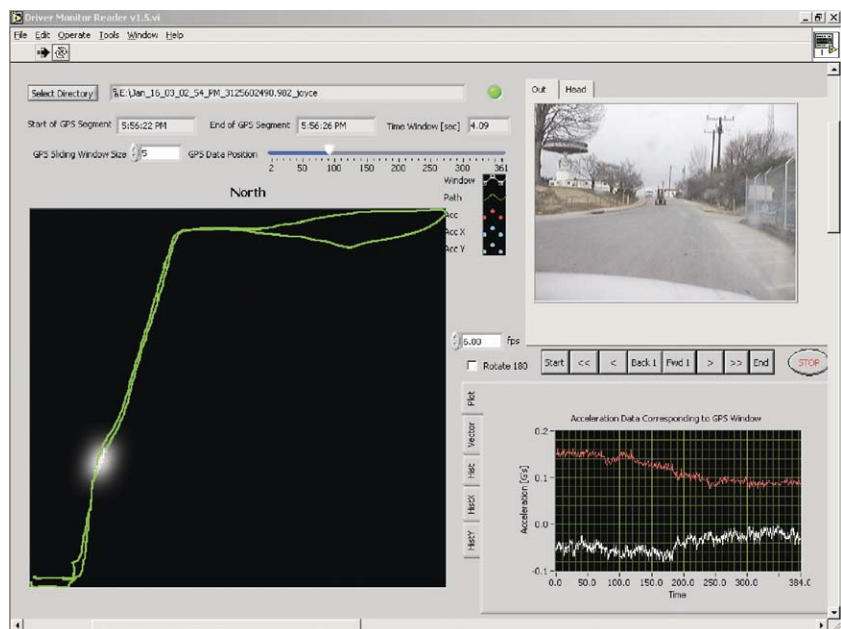 Driver Monitor Reader v1.5.vi
File Edit Operate Tools Window Help
Select Directory
E:\Jan_16_03_02_54_PM_3125602490.982_joyce
Out Head
Start of GPS Segment 5:56:22 PM End of GPS Segment 5:56:26 PM Time Window [sec] 4.09
GPS Sliding Window Size 5 GPS Data Position
2 50 100 150 200 250 300 361
North
Window
Path
Acc
Acc X
Acc Y
6.00 fps
Rotate 180
Start << < Back 1 Fwd 1 > >> End STOP
Plot
Vector
Hist
HistX
HistY
Acceleration Data Corresponding to GPS Window
Acceleration [G's]
0.2
0.1
0.0
-0.1
0.0 50.0 100.0 150.0 200.0 250.0 300.0 384.0
Time